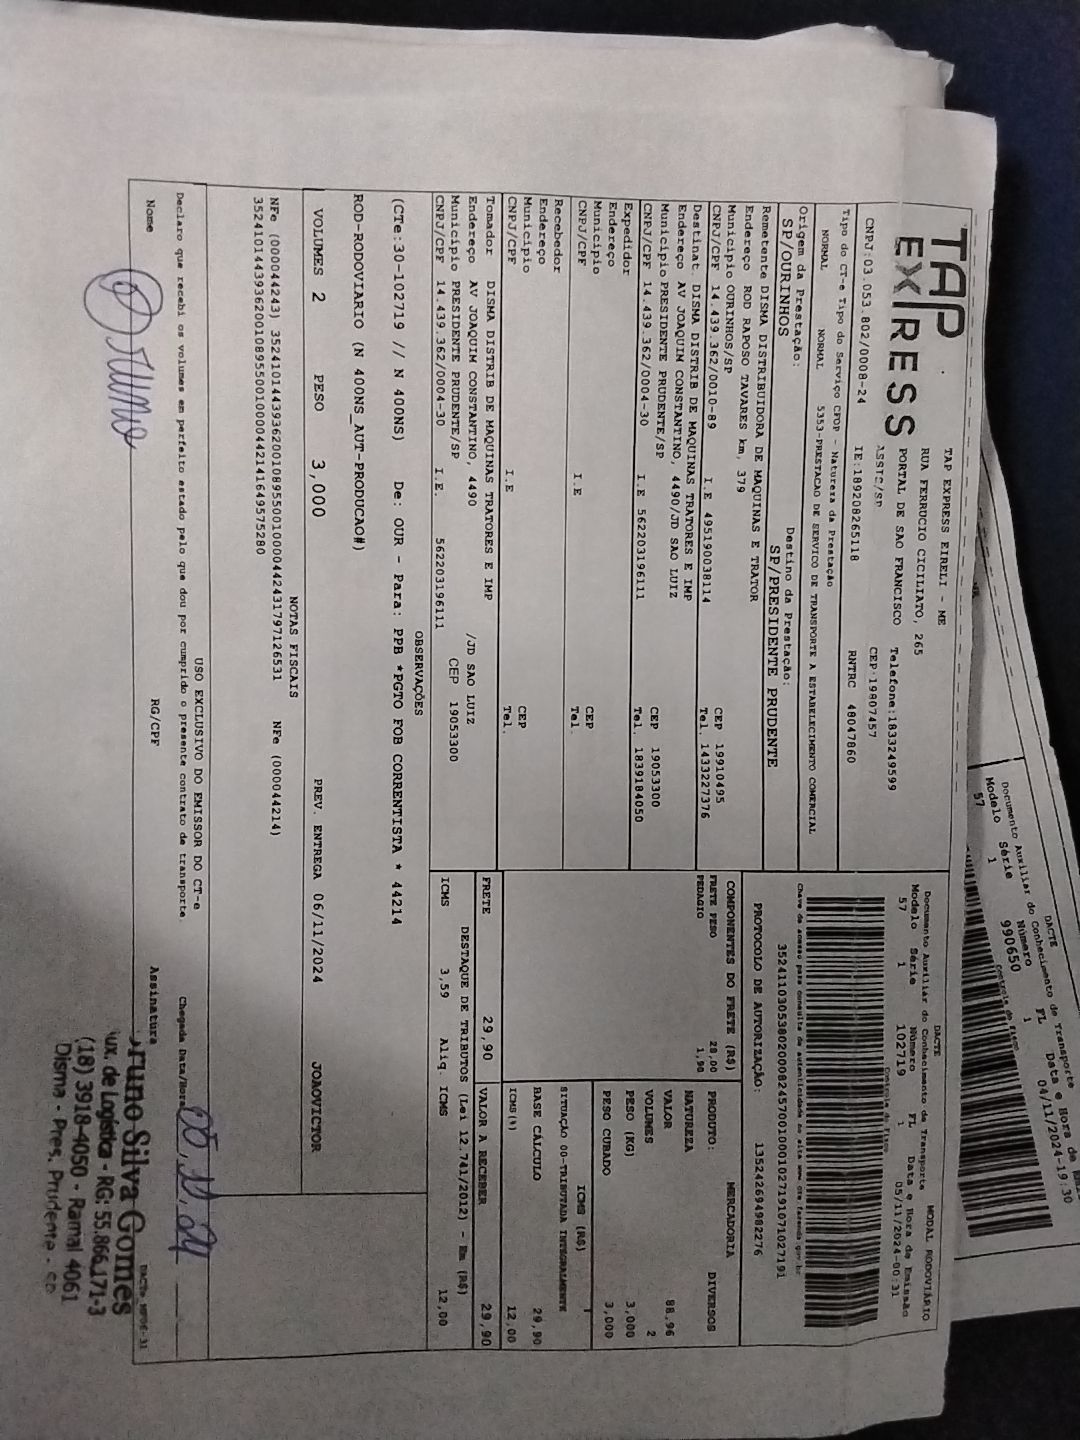 TAP
EXPRESS
TAP EXPRESS EIRELI - ME
RUA FERRUCIO CICILIATO, 265
PORTAL DE SAO FRANCISCO Telefone:1833249599
ASSIS/SP CEP:19807457
CNPJ:03.053.802/0008-24 IE:189208265118 RNTRC 48047860
DACTE MODAL RODOVIÁRIO
Documento Auxiliar do Conhecimento de Transporte
Modelo Série Número FL Data e Hora de Emissão
57 1 102719 1 05/11/2024-00:31
Controle do Fisco
Chave de acesso para consulta de autenticidade no site www.cte.fazenda.gov.br
PROTOCOLO DE AUTORIZAÇÃO: 135242694982276
Tipo do CT-e Tipo do Serviço CFOP - Natureza da Prestação
NORMAL NORMAL 5353-PRESTACAO DE SERVICO DE TRANSPORTE A ESTABELECIMENTO COMERCIAL
Origem da Prestação: Destino da Prestação:
SP/OURINHOS SP/PRESIDENTE PRUDENTE
Remetente DISMA DISTRIBUIDORA DE MAQUINAS E TRATOR
Endereço ROD RAPOSO TAVARES km, 379
Município OURINHOS/SP CEP 19910495
CNPJ/CPF 14.439.362/0010-89 I.E 495190038114 Tel. 1433227376
Destinat. DISMA DISTRIB DE MAQUINAS TRATORES E IMP
Endereço AV JOAQUIM CONSTANTINO, 4490/JD SAO LUIZ
Município PRESIDENTE PRUDENTE/SP CEP 19053300
CNPJ/CPF 14.439.362/0004-30 I.E 562203196111 Tel. 1839184050
Expedidor
Endereço
Município CEP
CNPJ/CPF I.E Tel.
Recebedor
Endereço
Município CEP
CNPJ/CPF I.E Tel.
Tomador DISMA DISTRIB DE MAQUINAS TRATORES E IMP
Endereço AV JOAQUIM CONSTANTINO, 4490 /JD SAO LUIZ
Município PRESIDENTE PRUDENTE/SP CEP 19053300
CNPJ/CPF 14.439.362/0004-30 I.E. 562203196111
COMPONENTES DO FRETE (R$)
FRETE PESO 28,00
PEDAGIO 1,90
PRODUTO: MERCADORIA DIVERSOS
NATUREZA
VALOR 88,96
VOLUMES 2
PESO (KG) 3,000
PESO CUBADO 3,000
ICMS (R$)
SITUAÇÃO 00-TRIBUTADA INTEGRALMENTE
BASE CÁLCULO 29,90
ICMS(%) 12,00
FRETE 29,90 VALOR A RECEBER 29,90
DESTAQUE DE TRIBUTOS (Lei 12.741/2012) - Em (R$)
ICMS 3,59 Aliq. ICMS 12,00
OBSERVAÇÕES
(CTe:30-102719 // N 400NS) De: OUR - Para: PPB *PGTO FOB CORRENTISTA * 44214
ROD-RODOVIARIO (N 400NS_AUT-PRODUCAO#)
VOLUMES 2 PESO 3,000 PREV. ENTREGA 06/11/2024 JOAOVICTOR
NOTAS FISCAIS
NFe (000044243) 35241014439362001089550010000442431797126531 NFe (000044214)
35241014439362001089550010000442141649575280
USO EXCLUSIVO DO EMISSOR DO CT-e
Declaro que recebi os volumes em perfeito estado pelo que dou por cumprido o presente contrato de transporte. Chegada Data/Hora
Nome RG/CPF Assinatura
Bruno Silva Gomes
Aux. de Logística - RG: 55.866.171-3
(18) 3918-4050 - Ramal 4061
Disma - Pres. Prudente - SP
DACTE
Documento Auxiliar do Conhecimento de Transporte
Modelo Série Número FL Data e Hora de
57 1 990650 1 04/11/2024-19:30
Controle do Fisco